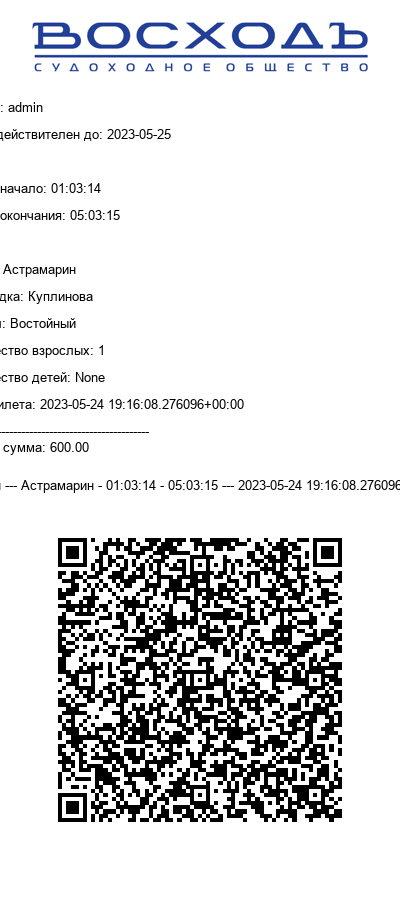 ВОСХОДЪ
СУДОХОДНОЕ ОБЩЕСТВО
: admin
действителен до: 2023-05-25
начало: 01:03:14
окончания: 05:03:15
Астрамарин
дка: Куплинова
: Востойный
ество взрослых: 1
ество детей: None
илета: 2023-05-24 19:16:08.276096+00:00
----------------------------------------
сумма: 600.00
--- Астрамарин - 01:03:14 - 05:03:15 --- 2023-05-24 19:16:08.276096